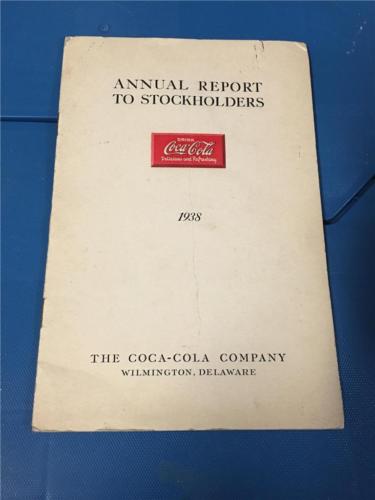 ANNUAL REPORT
TO STOCKHOLDERS
DRINK
Coca-Cola
Delicious and Refreshing
1938
THE COCA-COLA COMPANY
WILMINGTON, DELAWARE